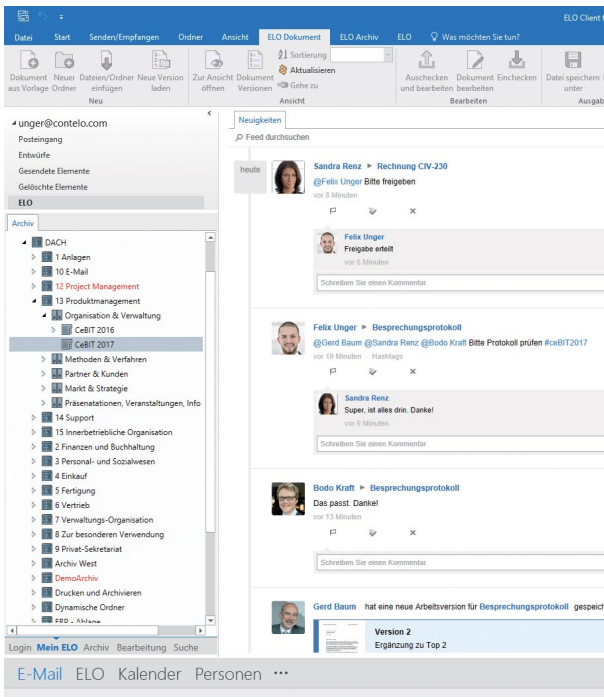 ELO Client
Datei Start Senden/Empfangen Ordner Ansicht ELO Dokument ELO Archiv ELO Was möchten Sie tun?
Dokument aus Vorlage
Neuer Ordner
Dateien/Ordner einfügen
Neue Version laden
Zur Ansicht öffnen
Dokument Versionen
Sortierung
Aktualisieren
Gehe zu
Auschecken und bearbeiten
Dokument bearbeiten
Einchecken
Datei speichern unter
Neu
Ansicht
Bearbeiten
Ausgab
unger@contelo.com
Posteingang
Entwürfe
Gesendete Elemente
Gelöschte Elemente
ELO
Archiv
DACH
1 Anlagen
10 E-Mail
12 Project Management
13 Produktmanagement
Organisation & Verwaltung
CeBIT 2016
CeBIT 2017
Methoden & Verfahren
Partner & Kunden
Markt & Strategie
Präsenatationen, Veranstaltungen, Info
14 Support
15 Innerbetriebliche Organisation
2 Finanzen und Buchhaltung
3 Personal- und Sozialwesen
4 Einkauf
5 Fertigung
6 Vertrieb
7 Verwaltungs-Organisation
8 Zur besonderen Verwendung
9 Privat-Sekretariat
Archiv West
DemoArchiv
Drucken und Archivieren
Dynamische Ordner
ERP - Ablage
Login Mein ELO Archiv Bearbeitung Suche
Neuigkeiten
Feed durchsuchen
heute
Sandra Renz Rechnung CIV-230
@Felix Unger Bitte freigeben
vor 8 Minuten
Felix Unger
Freigabe erteilt
vor 6 Minuten
Schreiben Sie einen Kommentar
Felix Unger Besprechungsprotokoll
@Gerd Baum @Sandra Renz @Bodo Kraft Bitte Protokoll prüfen #ceBIT2017
vor 19 Minuten · Hashtags
Sandra Renz
Super, ist alles drin. Danke!
vor 9 Minuten
Schreiben Sie einen Kommentar
Bodo Kraft Besprechungsprotokoll
Das passt. Danke!
vor 13 Minuten
Schreiben Sie einen Kommentar
Gerd Baum hat eine neue Arbeitsversion für Besprechungsprotokoll gespeich
Version 2
Ergänzung zu Top 2
E-Mail ELO Kalender Personen ···